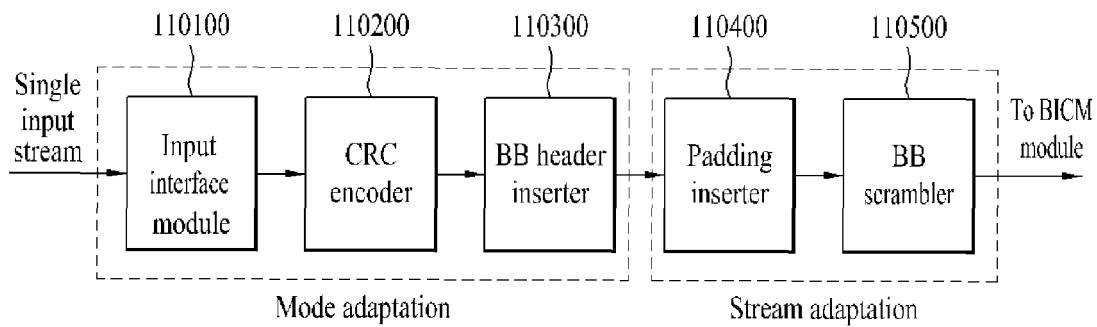 110100
110200
110300
110400
110500
Single
input
stream
Input
interface
module
CRC
encoder
BB header
inserter
Padding
inserter
BB
scrambler
To BICM
module
Mode adaptation
Stream adaptation